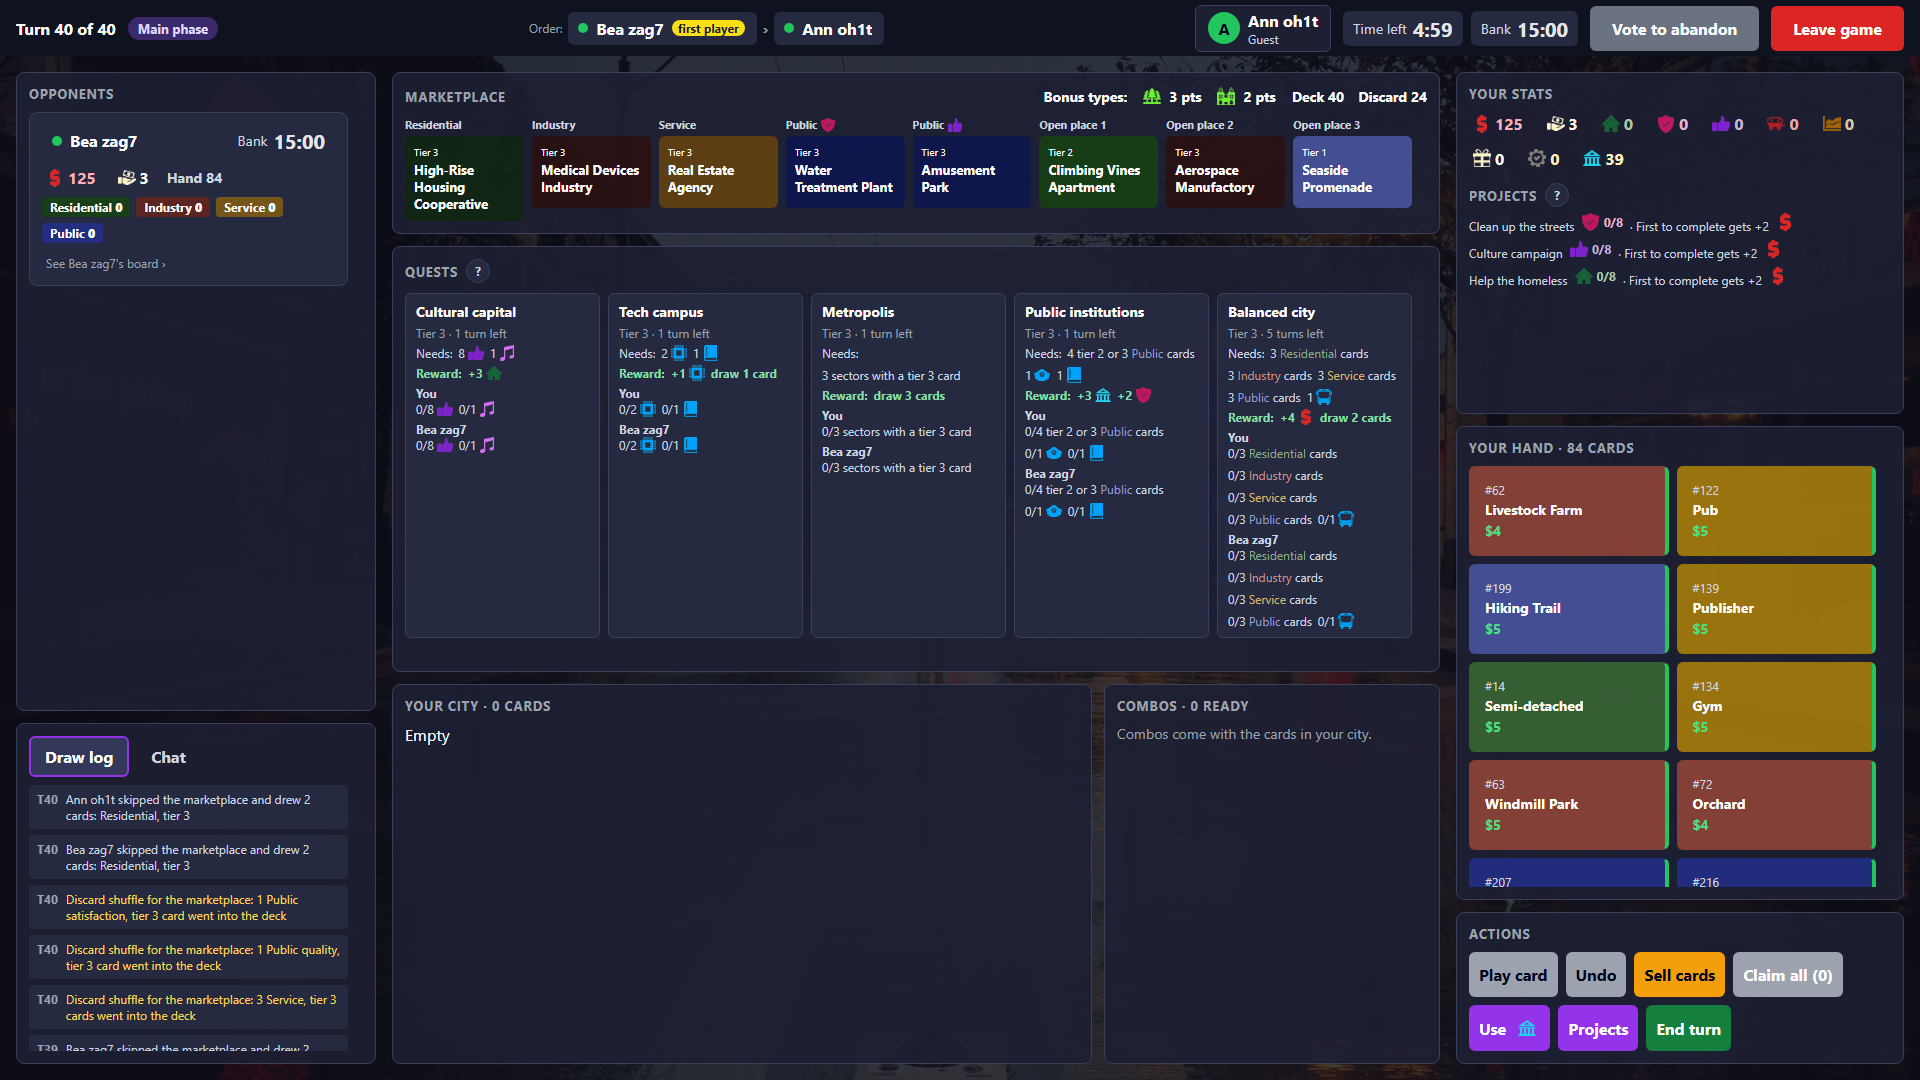 Turn 40 of 40
Main phase
Order:
Bea zag7 first player
›
Ann oh1t
A
Ann oh1t
Guest
Time left 4:59
Bank 15:00
Vote to abandon
Leave game
OPPONENTS
Bea zag7
Bank 15:00
125
3
Hand 84
Residential 0
Industry 0
Service 0
Public 0
See Bea zag7's board ›
MARKETPLACE
Bonus types: 3 pts 2 pts Deck 40 Discard 24
Residential
Tier 3
High-Rise
Housing
Cooperative
Industry
Tier 3
Medical Devices
Industry
Service
Tier 3
Real Estate
Agency
Public
Tier 3
Water
Treatment Plant
Public
Tier 3
Amusement
Park
Open place 1
Tier 2
Climbing Vines
Apartment
Open place 2
Tier 3
Aerospace
Manufactory
Open place 3
Tier 1
Seaside
Promenade
QUESTS ?
Cultural capital
Tier 3 · 1 turn left
Needs: 8 1
Reward: +3
You
0/8 0/1
Bea zag7
0/8 0/1
Tech campus
Tier 3 · 1 turn left
Needs: 2 1
Reward: +1 draw 1 card
You
0/2 0/1
Bea zag7
0/2 0/1
Metropolis
Tier 3 · 1 turn left
Needs:
3 sectors with a tier 3 card
Reward: draw 3 cards
You
0/3 sectors with a tier 3 card
Bea zag7
0/3 sectors with a tier 3 card
Public institutions
Tier 3 · 1 turn left
Needs: 4 tier 2 or 3 Public cards
1 1
Reward: +3 +2
You
0/4 tier 2 or 3 Public cards
0/1 0/1
Bea zag7
0/4 tier 2 or 3 Public cards
0/1 0/1
Balanced city
Tier 3 · 5 turns left
Needs: 3 Residential cards
3 Industry cards 3 Service cards
3 Public cards 1
Reward: +4 draw 2 cards
You
0/3 Residential cards
0/3 Industry cards
0/3 Service cards
0/3 Public cards 0/1
Bea zag7
0/3 Residential cards
0/3 Industry cards
0/3 Service cards
0/3 Public cards 0/1
YOUR STATS
125 3 0 0 0 0 0
0 0 39
PROJECTS ?
Clean up the streets 0/8 · First to complete gets +2
Culture campaign 0/8 · First to complete gets +2
Help the homeless 0/8 · First to complete gets +2
YOUR HAND · 84 CARDS
#62
Livestock Farm
$4
#122
Pub
$5
#199
Hiking Trail
$5
#139
Publisher
$5
#14
Semi-detached
$5
#134
Gym
$5
#63
Windmill Park
$5
#72
Orchard
$4
#207
#216
Draw log
Chat
T40 Ann oh1t skipped the marketplace and drew 2
cards: Residential, tier 3
T40 Bea zag7 skipped the marketplace and drew 2
cards: Residential, tier 3
T40 Discard shuffle for the marketplace: 1 Public
satisfaction, tier 3 card went into the deck
T40 Discard shuffle for the marketplace: 1 Public quality,
tier 3 card went into the deck
T40 Discard shuffle for the marketplace: 3 Service, tier 3
cards went into the deck
T39 Bea zag7 skipped the marketplace and drew 2
YOUR CITY · 0 CARDS
Empty
COMBOS · 0 READY
Combos come with the cards in your city.
ACTIONS
Play card
Undo
Sell cards
Claim all (0)
Use
Projects
End turn